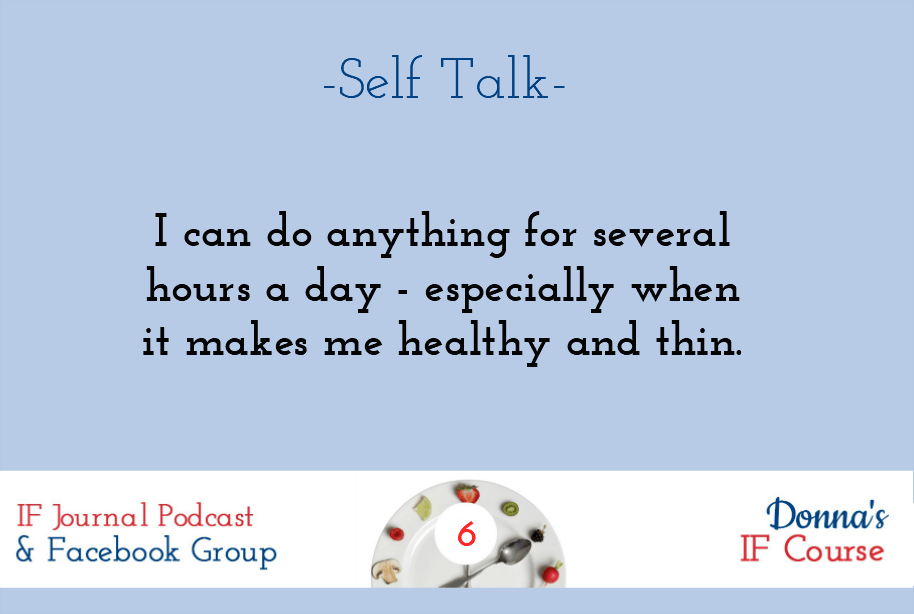 -Self Talk-
I can do anything for several
hours a day - especially when
it makes me healthy and thin.
IF Journal Podcast
& Facebook Group
6
Donna's
IF Course